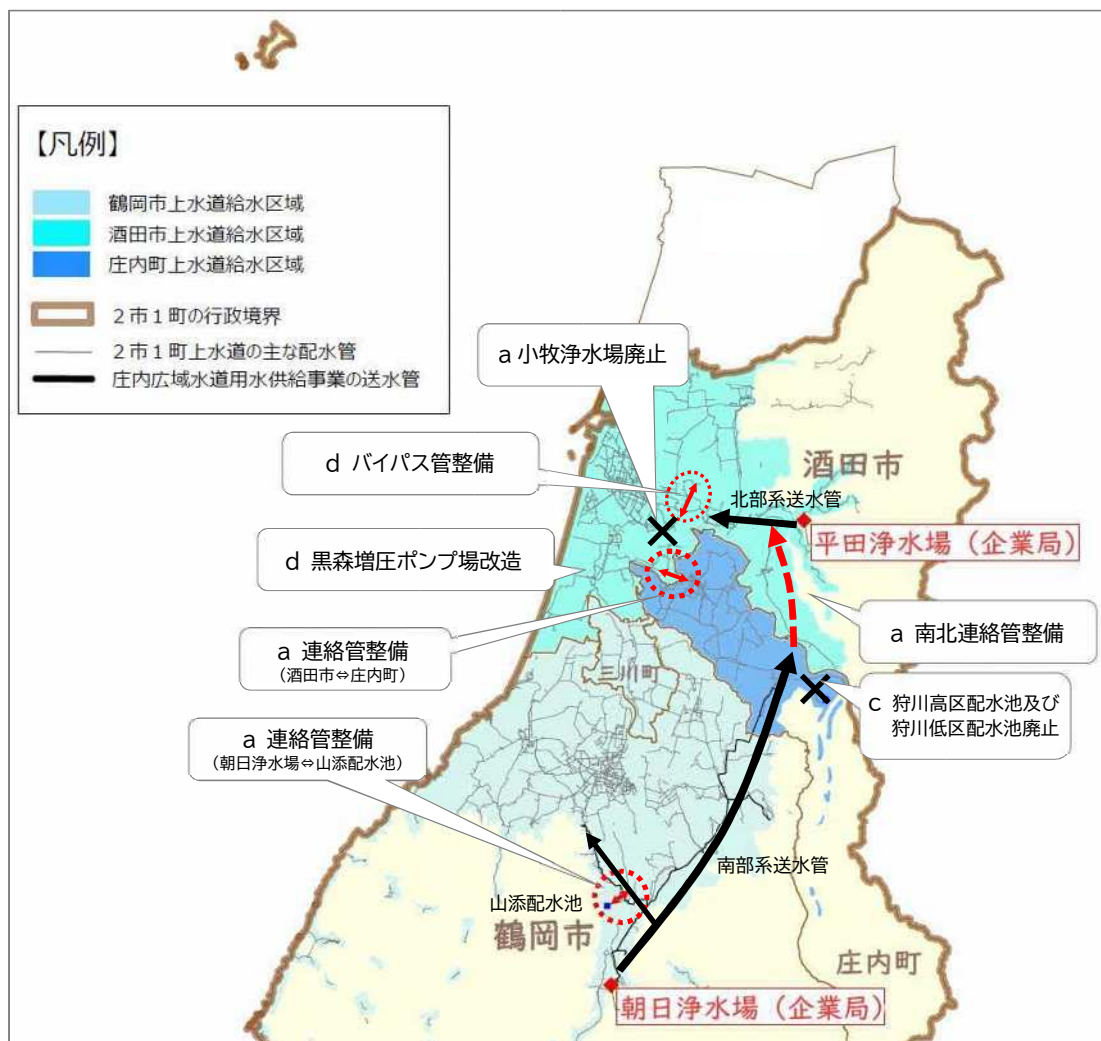 【凡例】
鶴岡市上水道給水区域
酒田市上水道給水区域
庄内町上水道給水区域
２市１町の行政境界
２市１町上水道の主な配水管
庄内広域水道用水供給事業の送水管
a 小牧浄水場廃止
d バイパス管整備
酒田市
北部系送水管
平田浄水場（企業局）
d 黒森増圧ポンプ場改造
a 南北連絡管整備
a 連絡管整備
（酒田市⇔庄内町）
三川町
c 狩川高区配水池及び
狩川低区配水池廃止
a 連絡管整備
（朝日浄水場⇔山添配水池）
南部系送水管
山添配水池
鶴岡市
庄内町
朝日浄水場（企業局）